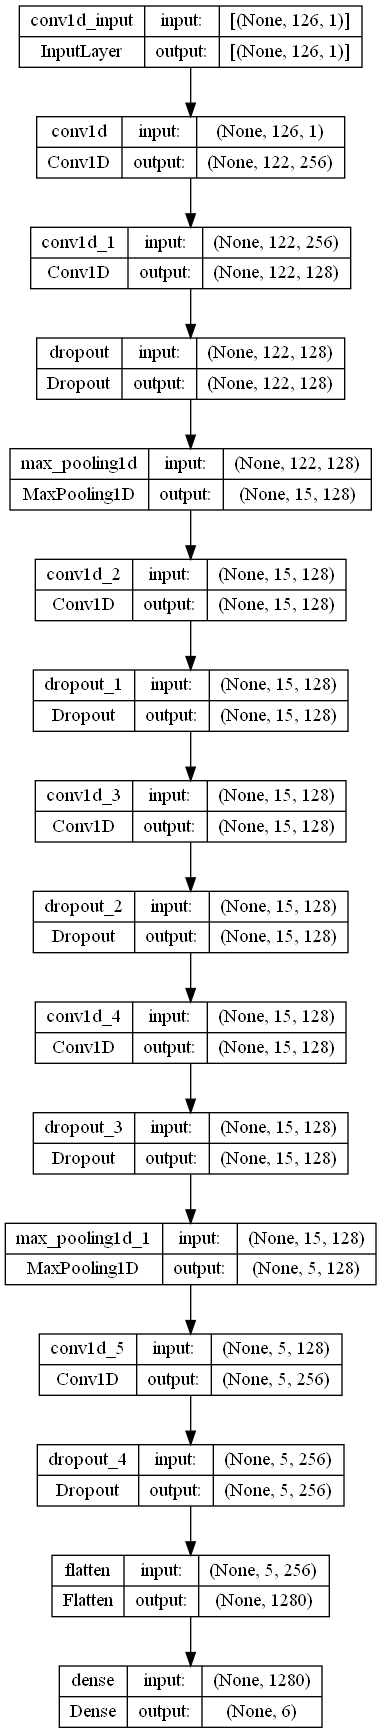 conv1d_input input: [(None, 126, 1)]
InputLayer output: [(None, 126, 1)]
conv1d input: (None, 126, 1)
Conv1D output: (None, 122, 256)
conv1d_1 input: (None, 122, 256)
Conv1D output: (None, 122, 128)
dropout input: (None, 122, 128)
Dropout output: (None, 122, 128)
max_pooling1d input: (None, 122, 128)
MaxPooling1D output: (None, 15, 128)
conv1d_2 input: (None, 15, 128)
Conv1D output: (None, 15, 128)
dropout_1 input: (None, 15, 128)
Dropout output: (None, 15, 128)
conv1d_3 input: (None, 15, 128)
Conv1D output: (None, 15, 128)
dropout_2 input: (None, 15, 128)
Dropout output: (None, 15, 128)
conv1d_4 input: (None, 15, 128)
Conv1D output: (None, 15, 128)
dropout_3 input: (None, 15, 128)
Dropout output: (None, 15, 128)
max_pooling1d_1 input: (None, 15, 128)
MaxPooling1D output: (None, 5, 128)
conv1d_5 input: (None, 5, 128)
Conv1D output: (None, 5, 256)
dropout_4 input: (None, 5, 256)
Dropout output: (None, 5, 256)
flatten input: (None, 5, 256)
Flatten output: (None, 1280)
dense input: (None, 1280)
Dense output: (None, 6)